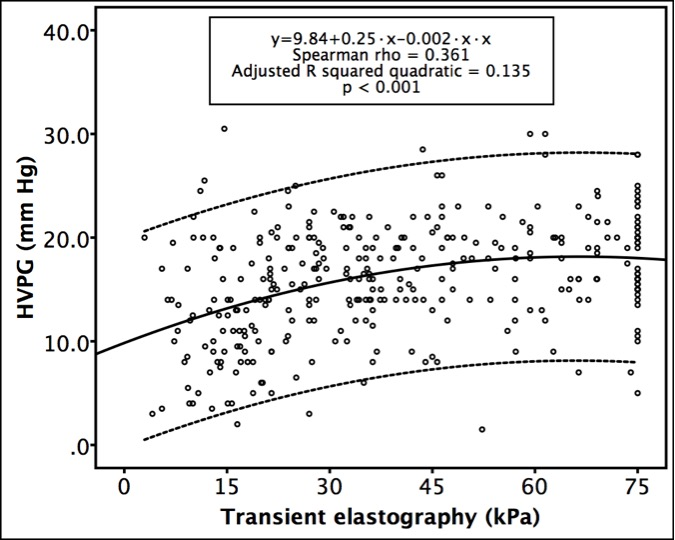 40.0
30.0
20.0
10.0
.0
HVPG (mm Hg)
y=9.84+0.25·x−0.002·x·x
Spearman rho = 0.361
Adjusted R squared quadratic = 0.135
p < 0.001
0 15 30 45 60 75
Transient elastography (kPa)